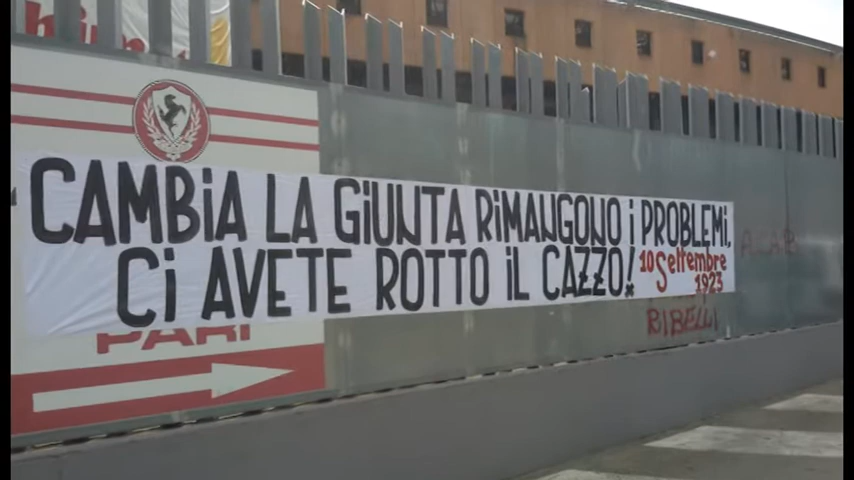 CAMBiA LA GiUNTA RiMANGONO i PROBLEMi,
Ci AVETE ROTTO iL CAZZO!
10 Settembre
1923
PARI
RIBELLI